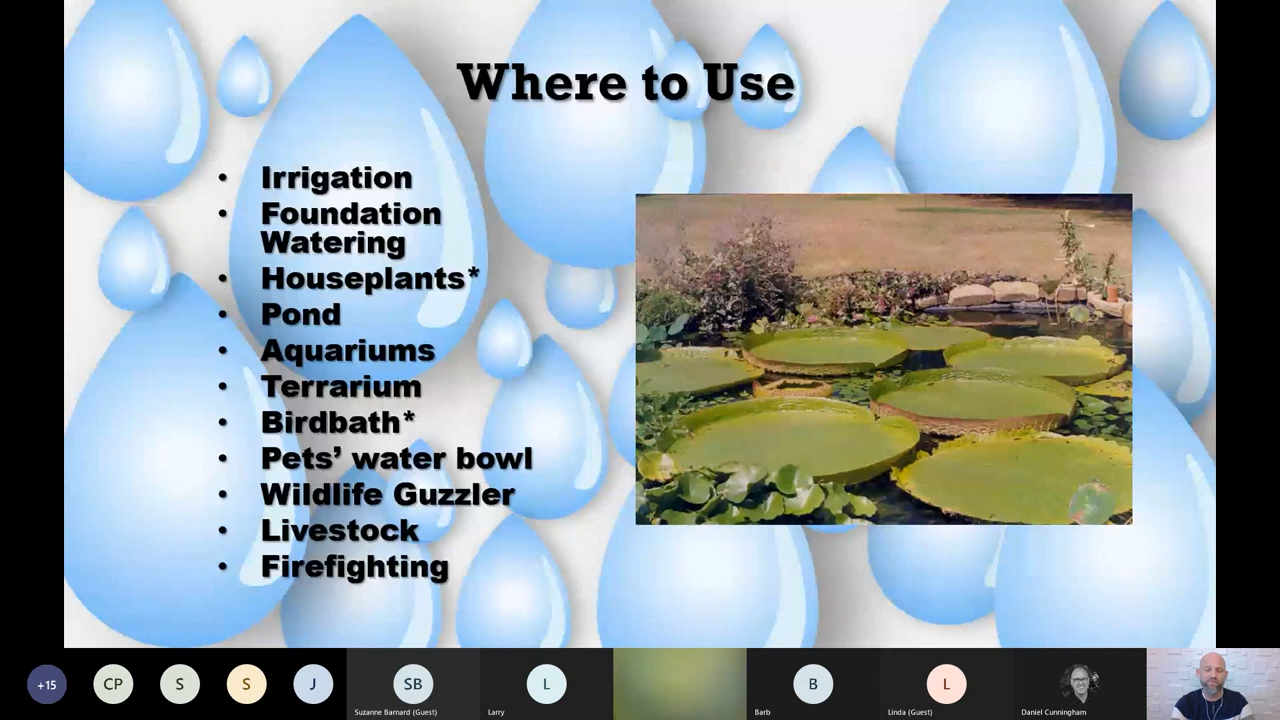 Where to Use
• Irrigation
• Foundation
Watering
• Houseplants*
• Pond
• Aquariums
• Terrarium
• Birdbath*
• Pets’ water bowl
• Wildlife Guzzler
• Livestock
• Firefighting
+15
CP
S
S
J
SB
L
B
L
Suzanne Barnard (Guest)
Larry
Barb
Linda (Guest)
Daniel Cunningham